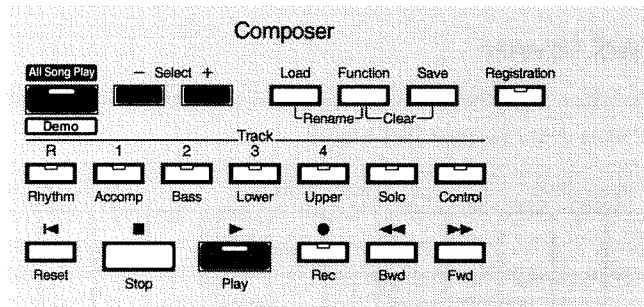 Composer
All Song Play
− Select +
Load
Function
Save
Registration
Rename
Clear
Demo
Track
R
1
2
3
4
Rhythm
Accomp
Bass
Lower
Upper
Solo
Control
Reset
Stop
Play
Rec
Bwd
Fwd